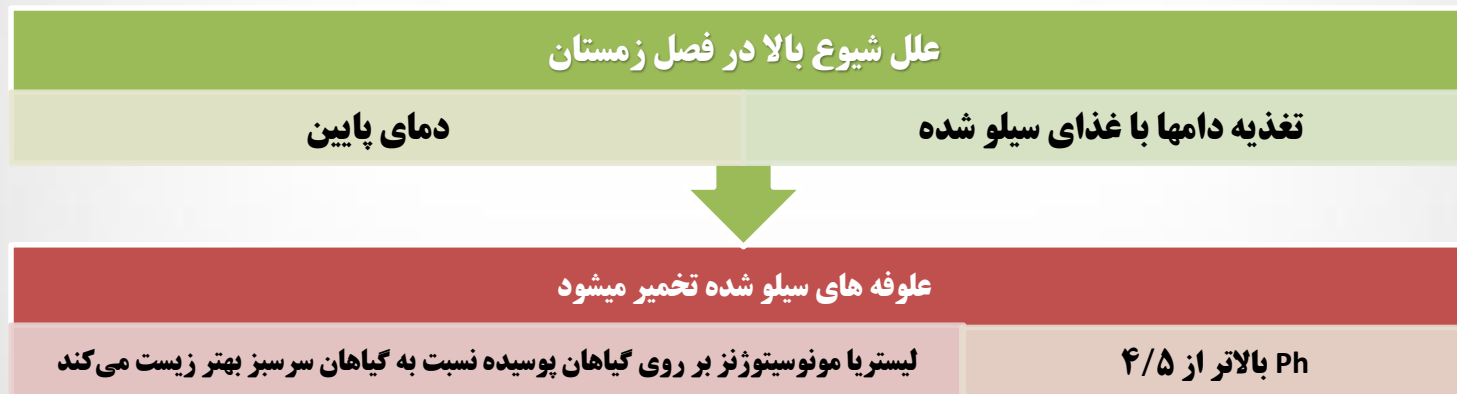 علل شیوع بالا در فصل زمستان
تغذیه دامها با غذای سیلو شده
دمای پایین
علوفه های سیلو شده تخمیر میشود
Ph بالاتر از ۴/۵
لیستریا مونوسیتوژنز بر روی گیاهان پوسیده نسبت به گیاهان سرسبز بهتر زیست می‌کند